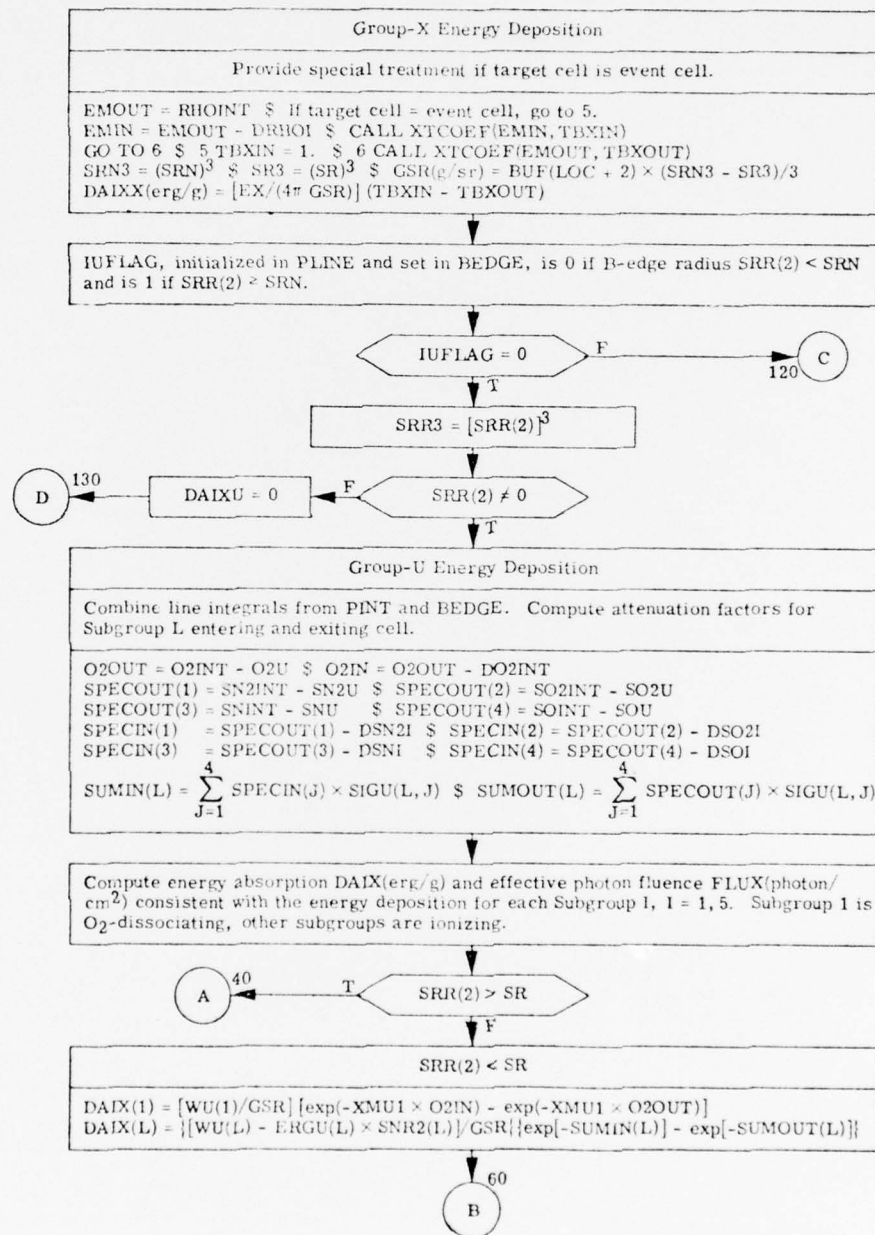 Group-X Energy Deposition
Provide special treatment if target cell is event cell.
EMOUT = RHOINT $ if target cell = event cell, go to 5.
EMIN = EMOUT - DRHOI $ CALL XTCOEF(EMIN, TBXIN)
GO TO 6 $ 5 TBXIN = 1. $ 6 CALL XTCOEF(EMOUT, TBXOUT)
SRN3 = (SRN)³ $ SR3 = (SR)³ $ GSR(g/sr) = BUF(LOC + 2) × (SRN3 - SR3)/3
DAIXX(erg/g) = [EX/(4π GSR)] (TBXIN - TBXOUT)
IUFLAG, initialized in PLINE and set in BEDGE, is 0 if B-edge radius SRR(2) < SRN
and is 1 if SRR(2) ≥ SRN.
IUFLAG = 0
F
120
C
T
SRR3 = [SRR(2)]³
D
130
DAIXU = 0
F
SRR(2) ≠ 0
T
Group-U Energy Deposition
Combine line integrals from PINT and BEDGE. Compute attenuation factors for
Subgroup L entering and exiting cell.
O2OUT = O2INT - O2U $ O2IN = O2OUT - DO2INT
SPECOUT(1) = SN2INT - SN2U $ SPECOUT(2) = SO2INT - SO2U
SPECOUT(3) = SNINT - SNU $ SPECOUT(4) = SOINT - SOU
SPECIN(1) = SPECOUT(1) - DSN2I $ SPECIN(2) = SPECOUT(2) - DSO2I
SPECIN(3) = SPECOUT(3) - DSNI $ SPECIN(4) = SPECOUT(4) - DSOI
SUMIN(L) = ∑_{J=1}^{4} SPECIN(J) × SIGU(L, J) $ SUMOUT(L) = ∑_{J=1}^{4} SPECOUT(J) × SIGU(L, J)
Compute energy absorption DAIX(erg/g) and effective photon fluence FLUX(photon/
cm²) consistent with the energy deposition for each Subgroup I, I = 1, 5. Subgroup 1 is
O₂-dissociating, other subgroups are ionizing.
A
40
T
SRR(2) > SR
F
SRR(2) < SR
DAIX(1) = [WU(1)/GSR] [exp(-XMU1 × O2IN) - exp(-XMU1 × O2OUT)]
DAIX(L) = {[WU(L) - ERGU(L) × SNR2(L)]/GSR}{exp[-SUMIN(L)] - exp[-SUMOUT(L)]}
60
B